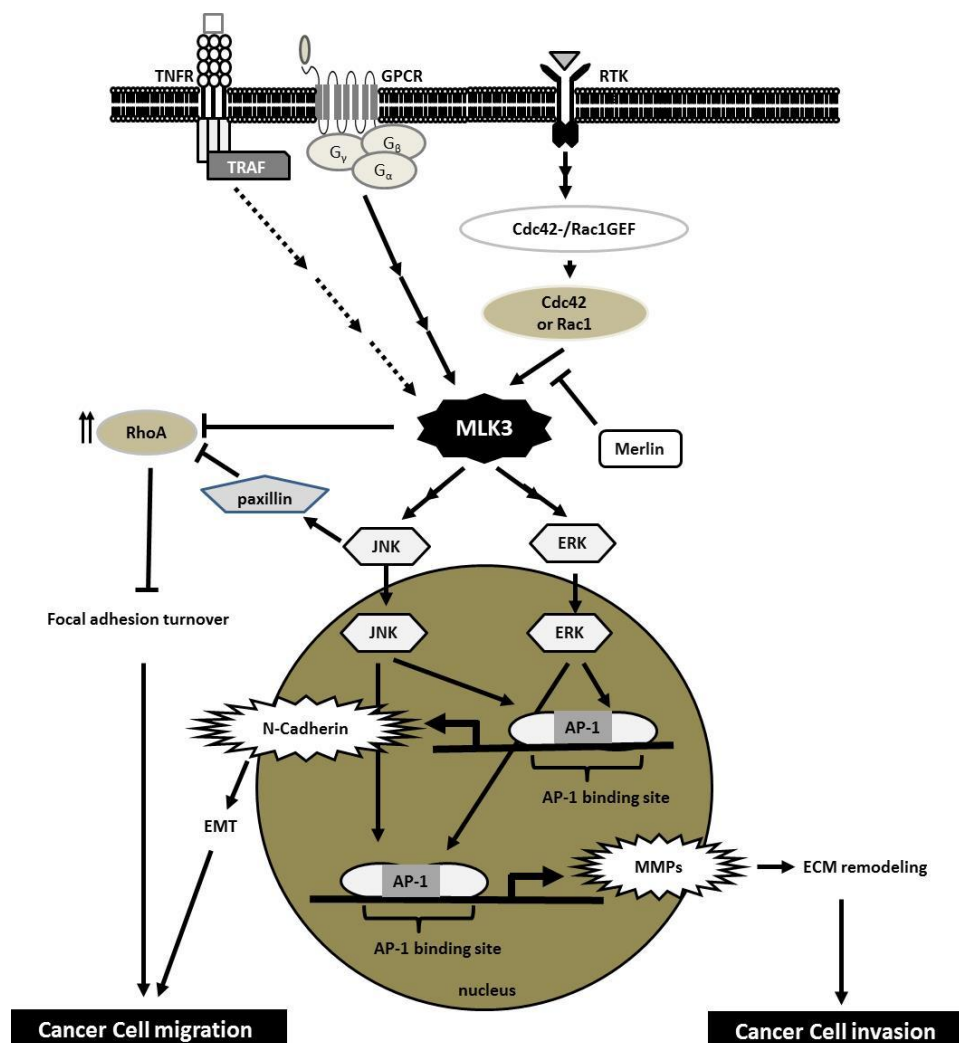 TNFR
GPCR
RTK
TRAF
Gγ
Gβ
Gα
Cdc42-/Rac1GEF
Cdc42
or Rac1
MLK3
RhoA
Merlin
paxillin
JNK
ERK
Focal adhesion turnover
JNK
ERK
N-Cadherin
AP-1
AP-1 binding site
EMT
MMPs
ECM remodeling
AP-1
AP-1 binding site
nucleus
Cancer Cell migration
Cancer Cell invasion